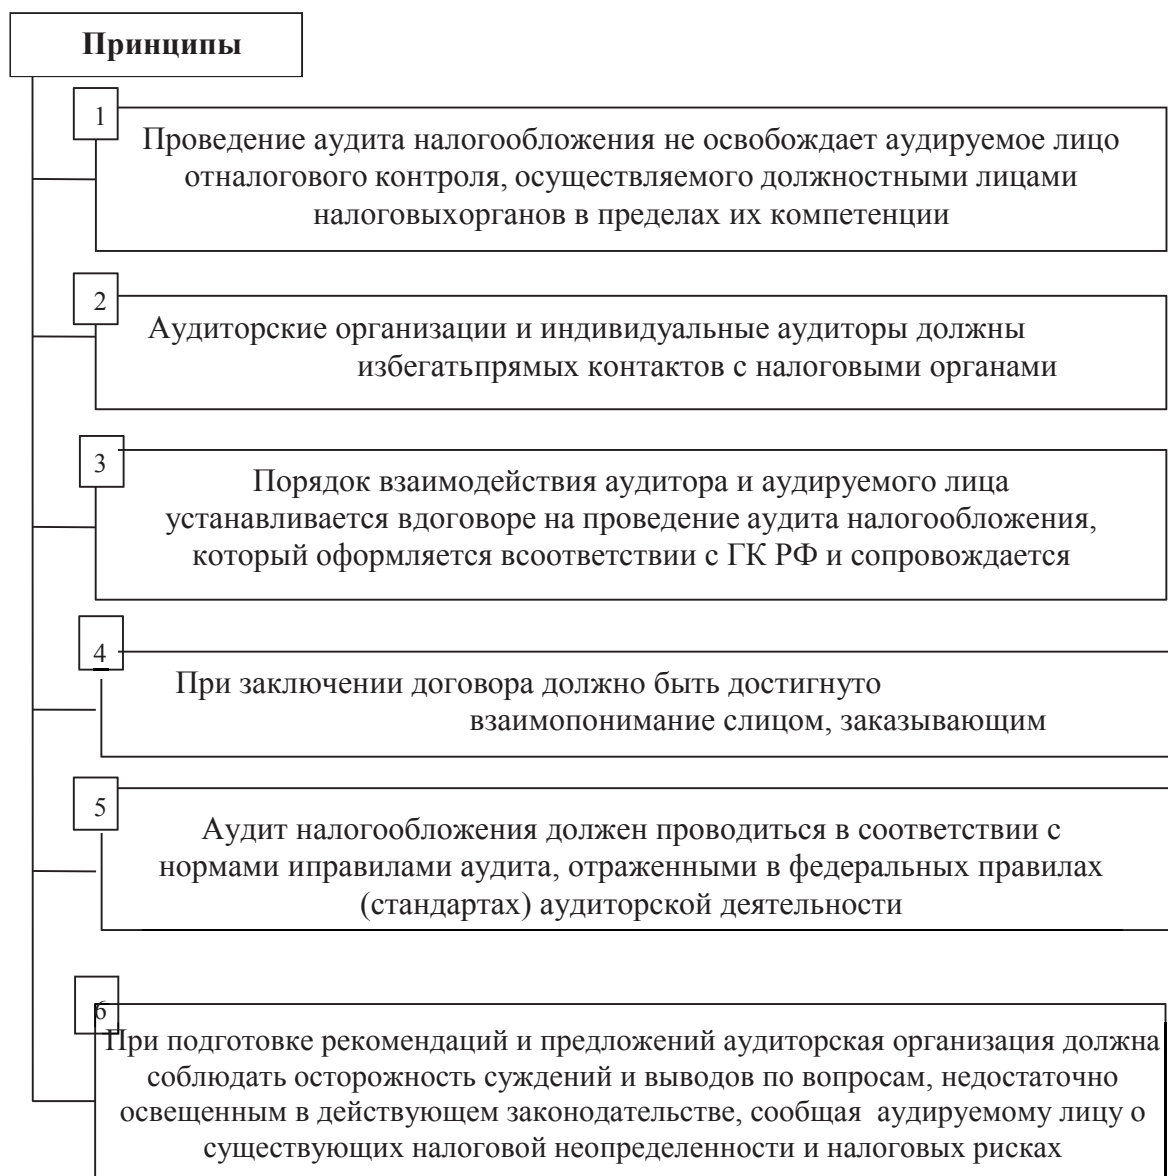 Принципы
1
Проведение аудита налогообложения не освобождает аудируемое лицо
отналогового контроля, осуществляемого должностными лицами
налоговыхорганов в пределах их компетенции
2
Аудиторские организации и индивидуальные аудиторы должны
избегатьпрямых контактов с налоговыми органами
3
Порядок взаимодействия аудитора и аудируемого лица
устанавливается вдоговоре на проведение аудита налогообложения,
который оформляется всоответствии с ГК РФ и сопровождается
4
При заключении договора должно быть достигнуто
взаимопонимание слицом, заказывающим
5
Аудит налогообложения должен проводиться в соответствии с
нормами иправилами аудита, отраженными в федеральных правилах
(стандартах) аудиторской деятельности
6
При подготовке рекомендаций и предложений аудиторская организация должна
соблюдать осторожность суждений и выводов по вопросам, недостаточно
освещенным в действующем законодательстве, сообщая аудируемому лицу о
существующих налоговой неопределенности и налоговых рисках